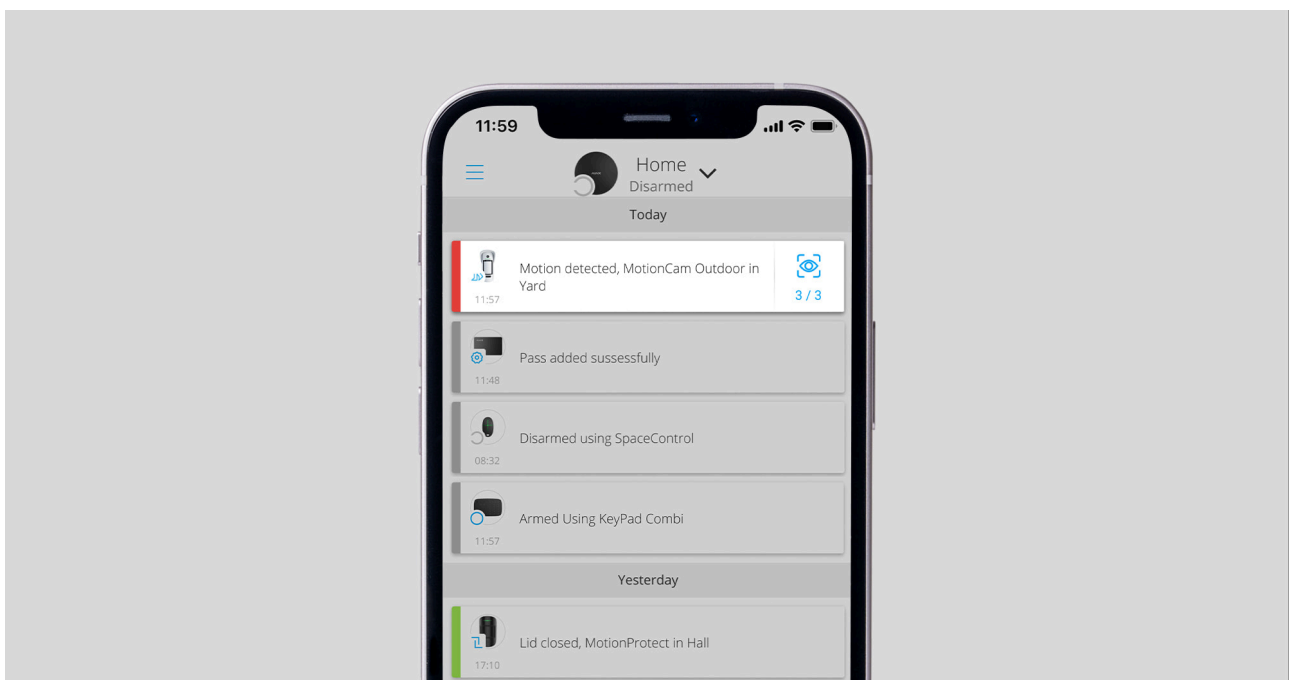 11:59
Home
Disarmed
Today
Motion detected, MotionCam Outdoor in
Yard
11:57
3 / 3
Pass added sussessfully
11:48
Disarmed using SpaceControl
08:32
Armed Using KeyPad Combi
11:57
Yesterday
Lid closed, MotionProtect in Hall
17:10